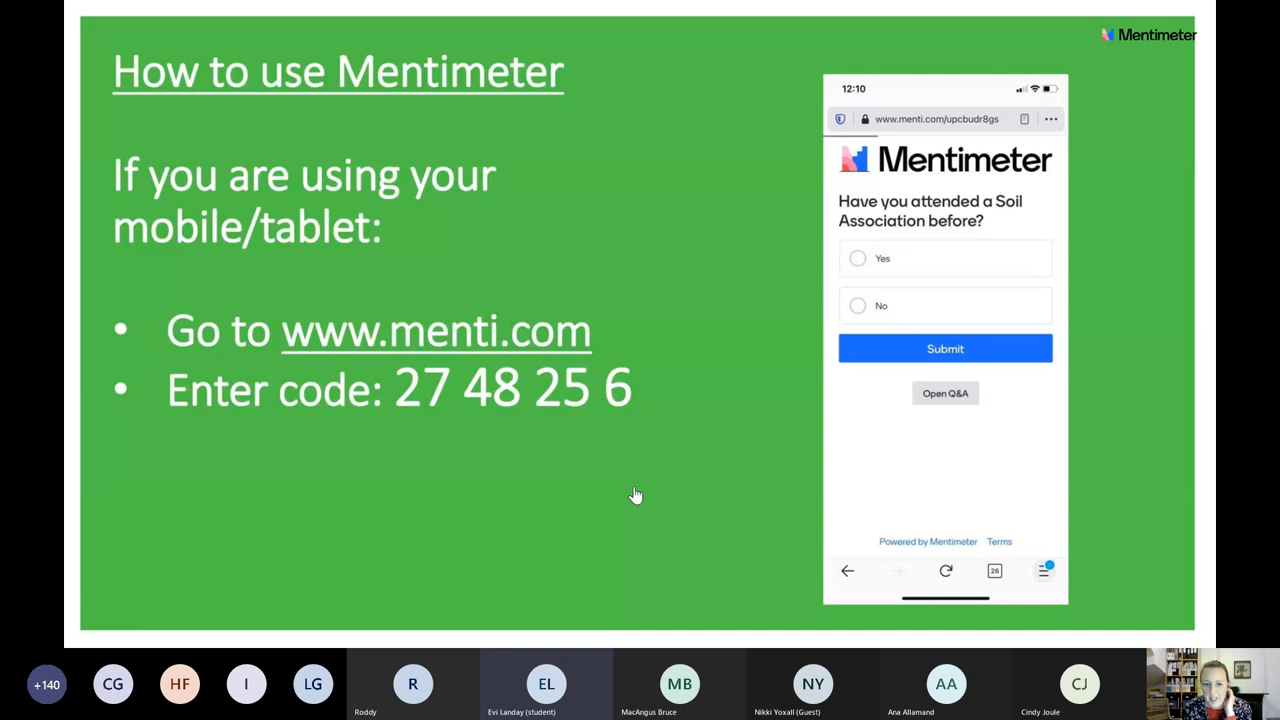 How to use Mentimeter
Mentimeter
If you are using your
mobile/tablet:
• Go to www.menti.com
• Enter code: 27 48 25 6
12:10
www.menti.com/upcbudr8gs
Mentimeter
Have you attended a Soil
Association before?
Yes
No
Submit
Open Q&A
Powered by Mentimeter Terms
26
+140
CG
HF
I
LG
R
Roddy
EL
Evi Landay (student)
MB
MacAngus Bruce
NY
Nikki Yoxall (Guest)
AA
Ana Allamand
CJ
Cindy Joule